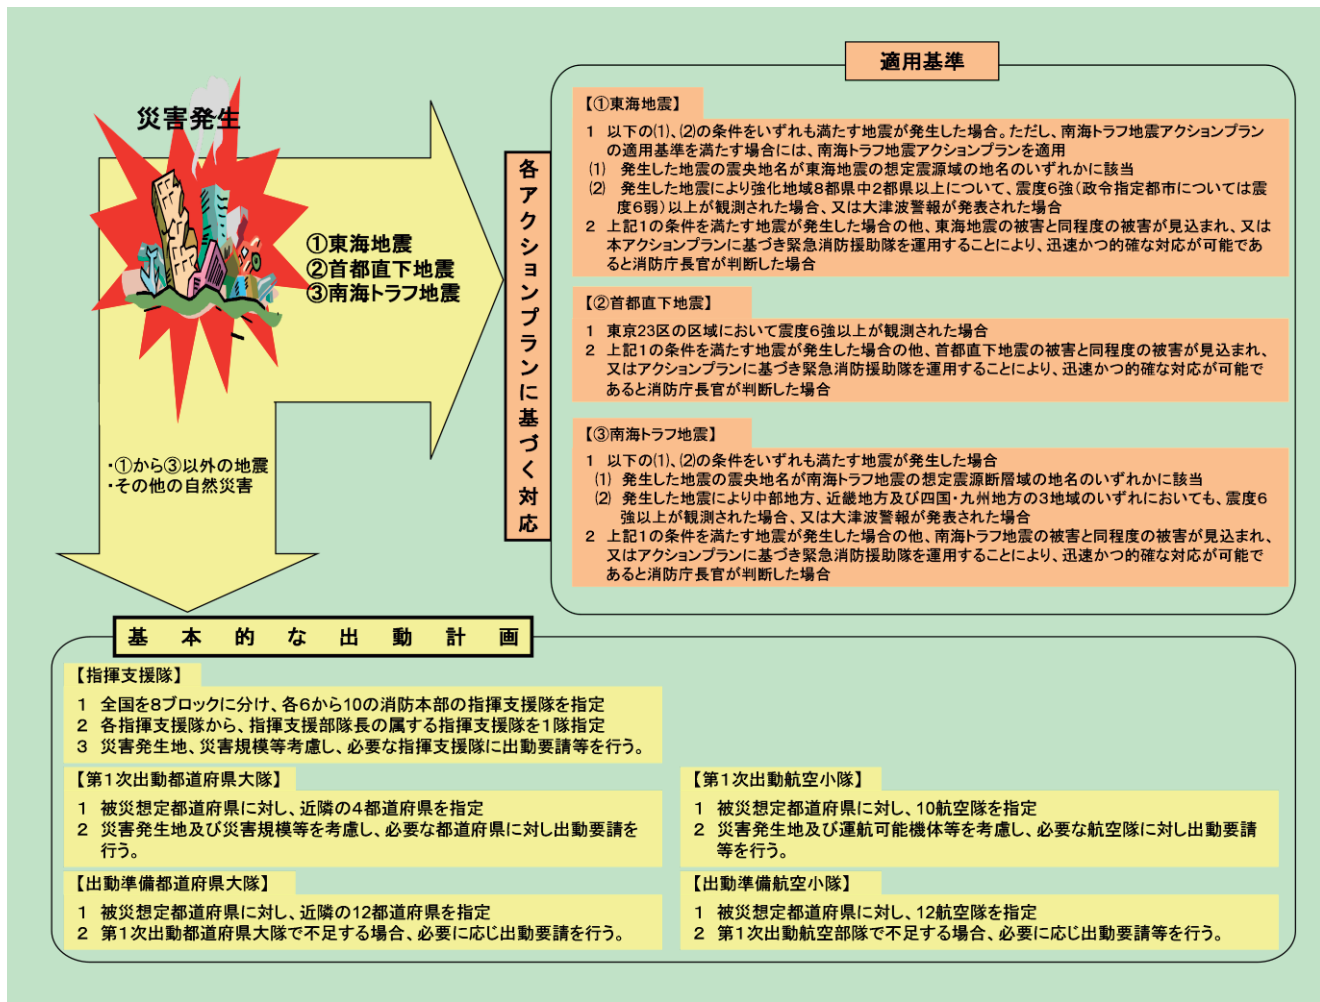 災害発生
①東海地震
②首都直下地震
③南海トラフ地震
・①から③以外の地震
・その他の自然災害
各アクションプランに基づく対応
適用基準
【①東海地震】
1 以下の⑴、⑵の条件をいずれも満たす地震が発生した場合。ただし、南海トラフ地震アクションプラン
の適用基準を満たす場合には、南海トラフ地震アクションプランを適用
⑴ 発生した地震の震央地名が東海地震の想定震源域の地名のいずれかに該当
⑵ 発生した地震により強化地域8都県中2都県以上について、震度6強(政令指定都市については震
度6弱)以上が観測された場合、又は大津波警報が発表された場合
2 上記1の条件を満たす地震が発生した場合の他、東海地震の被害と同程度の被害が見込まれ、又は
本アクションプランに基づき緊急消防援助隊を運用することにより、迅速かつ的確な対応が可能であ
ると消防庁長官が判断した場合
【②首都直下地震】
1 東京23区の区域において震度6強以上が観測された場合
2 上記1の条件を満たす地震が発生した場合の他、首都直下地震の被害と同程度の被害が見込まれ、
又はアクションプランに基づき緊急消防援助隊を運用することにより、迅速かつ的確な対応が可能で
あると消防庁長官が判断した場合
【③南海トラフ地震】
1 以下の⑴、⑵の条件をいずれも満たす地震が発生した場合
⑴ 発生した地震の震央地名が南海トラフ地震の想定震源断層域の地名のいずれかに該当
⑵ 発生した地震により中部地方、近畿地方及び四国・九州地方の3地域のいずれにおいても、震度6
強以上が観測された場合、又は大津波警報が発表された場合
2 上記1の条件を満たす地震が発生した場合の他、南海トラフ地震の被害と同程度の被害が見込まれ、
又はアクションプランに基づき緊急消防援助隊を運用することにより、迅速かつ的確な対応が可能で
あると消防庁長官が判断した場合
基本的な出動計画
【指揮支援隊】
1 全国を8ブロックに分け、各6から10の消防本部の指揮支援隊を指定
2 各指揮支援隊から、指揮支援部隊長の属する指揮支援隊を1隊指定
3 災害発生地、災害規模等考慮し、必要な指揮支援隊に出動要請等を行う。
【第1次出動都道府県大隊】
1 被災想定都道府県に対し、近隣の4都道府県を指定
2 災害発生地及び災害規模等を考慮し、必要な都道府県に対し出動要請を
行う。
【出動準備都道府県大隊】
1 被災想定都道府県に対し、近隣の12都道府県を指定
2 第1次出動都道府県大隊で不足する場合、必要に応じ出動要請を行う。
【第1次出動航空小隊】
1 被災想定都道府県に対し、10航空隊を指定
2 災害発生地及び運航可能機体等を考慮し、必要な航空隊に対し出動要請
等を行う。
【出動準備航空小隊】
1 被災想定都道府県に対し、12航空隊を指定
2 第1次出動航空部隊で不足する場合、必要に応じ出動要請等を行う。